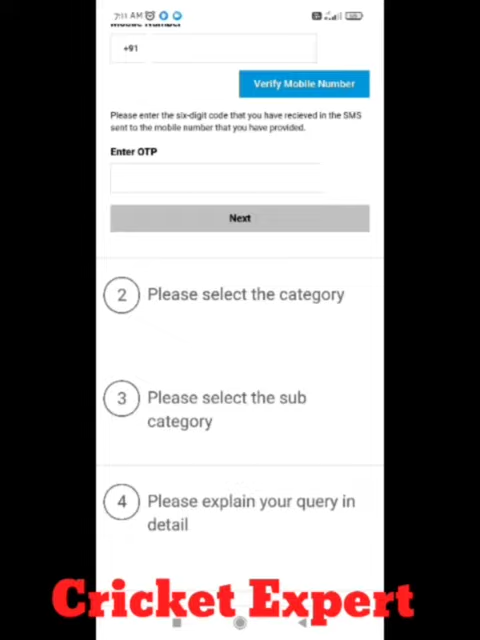 7:11 AM
Mobile Number
+91
Verify Mobile Number
Please enter the six-digit code that you have recieved in the SMS
sent to the mobile number that you have provided.
Enter OTP
Next
2 Please select the category
3 Please select the sub
category
4 Please explain your query in
detail
Cricket Expert